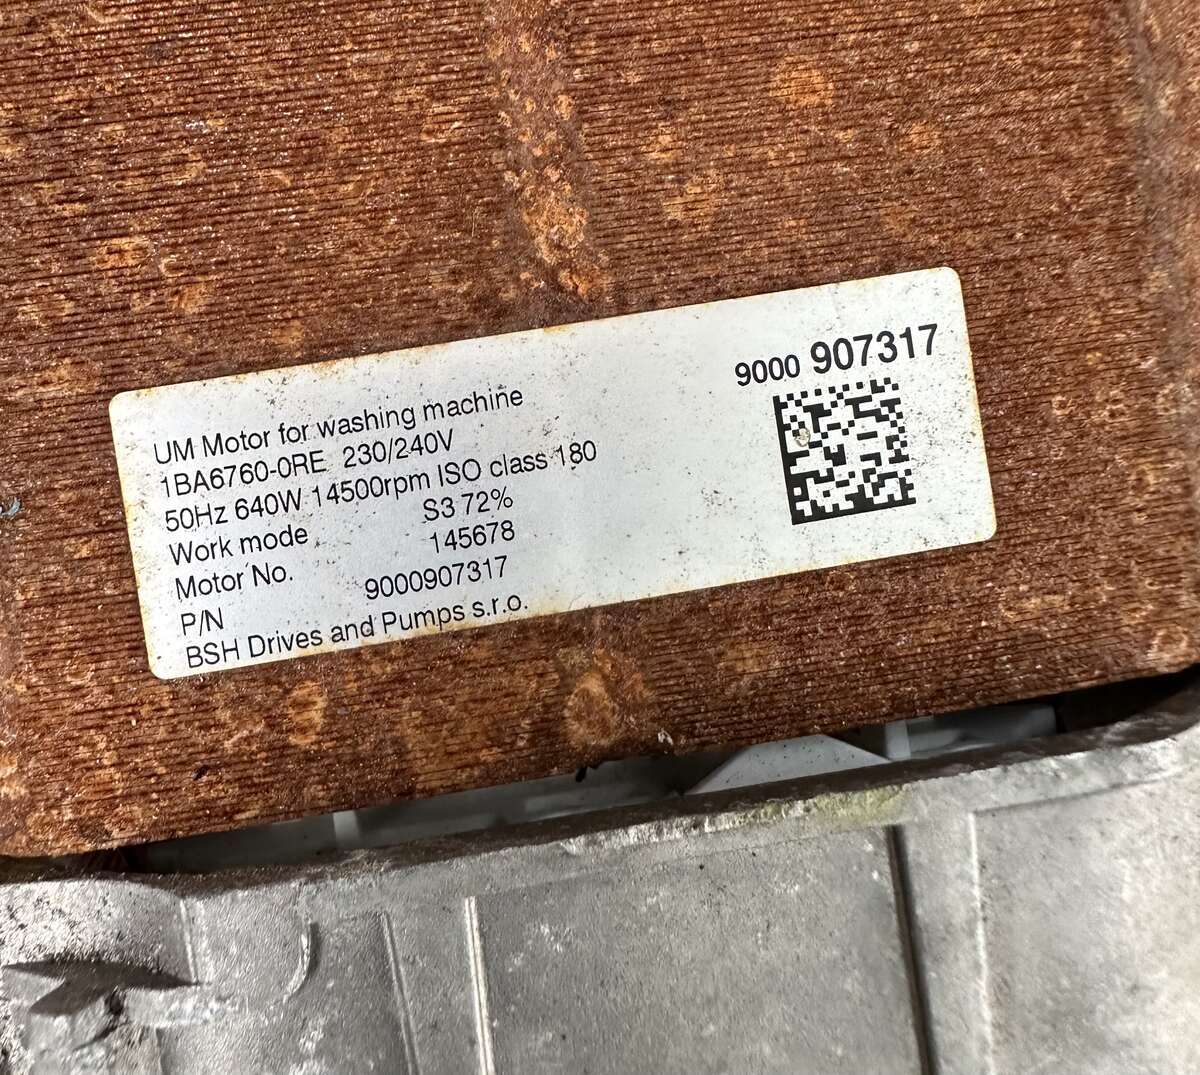 9000 907317
UM Motor for washing machine
1BA6760-0RE 230/240V
50Hz 640W 14500rpm ISO class 180
Work mode S3 72%
Motor No. 145678
P/N 9000907317
BSH Drives and Pumps s.r.o.